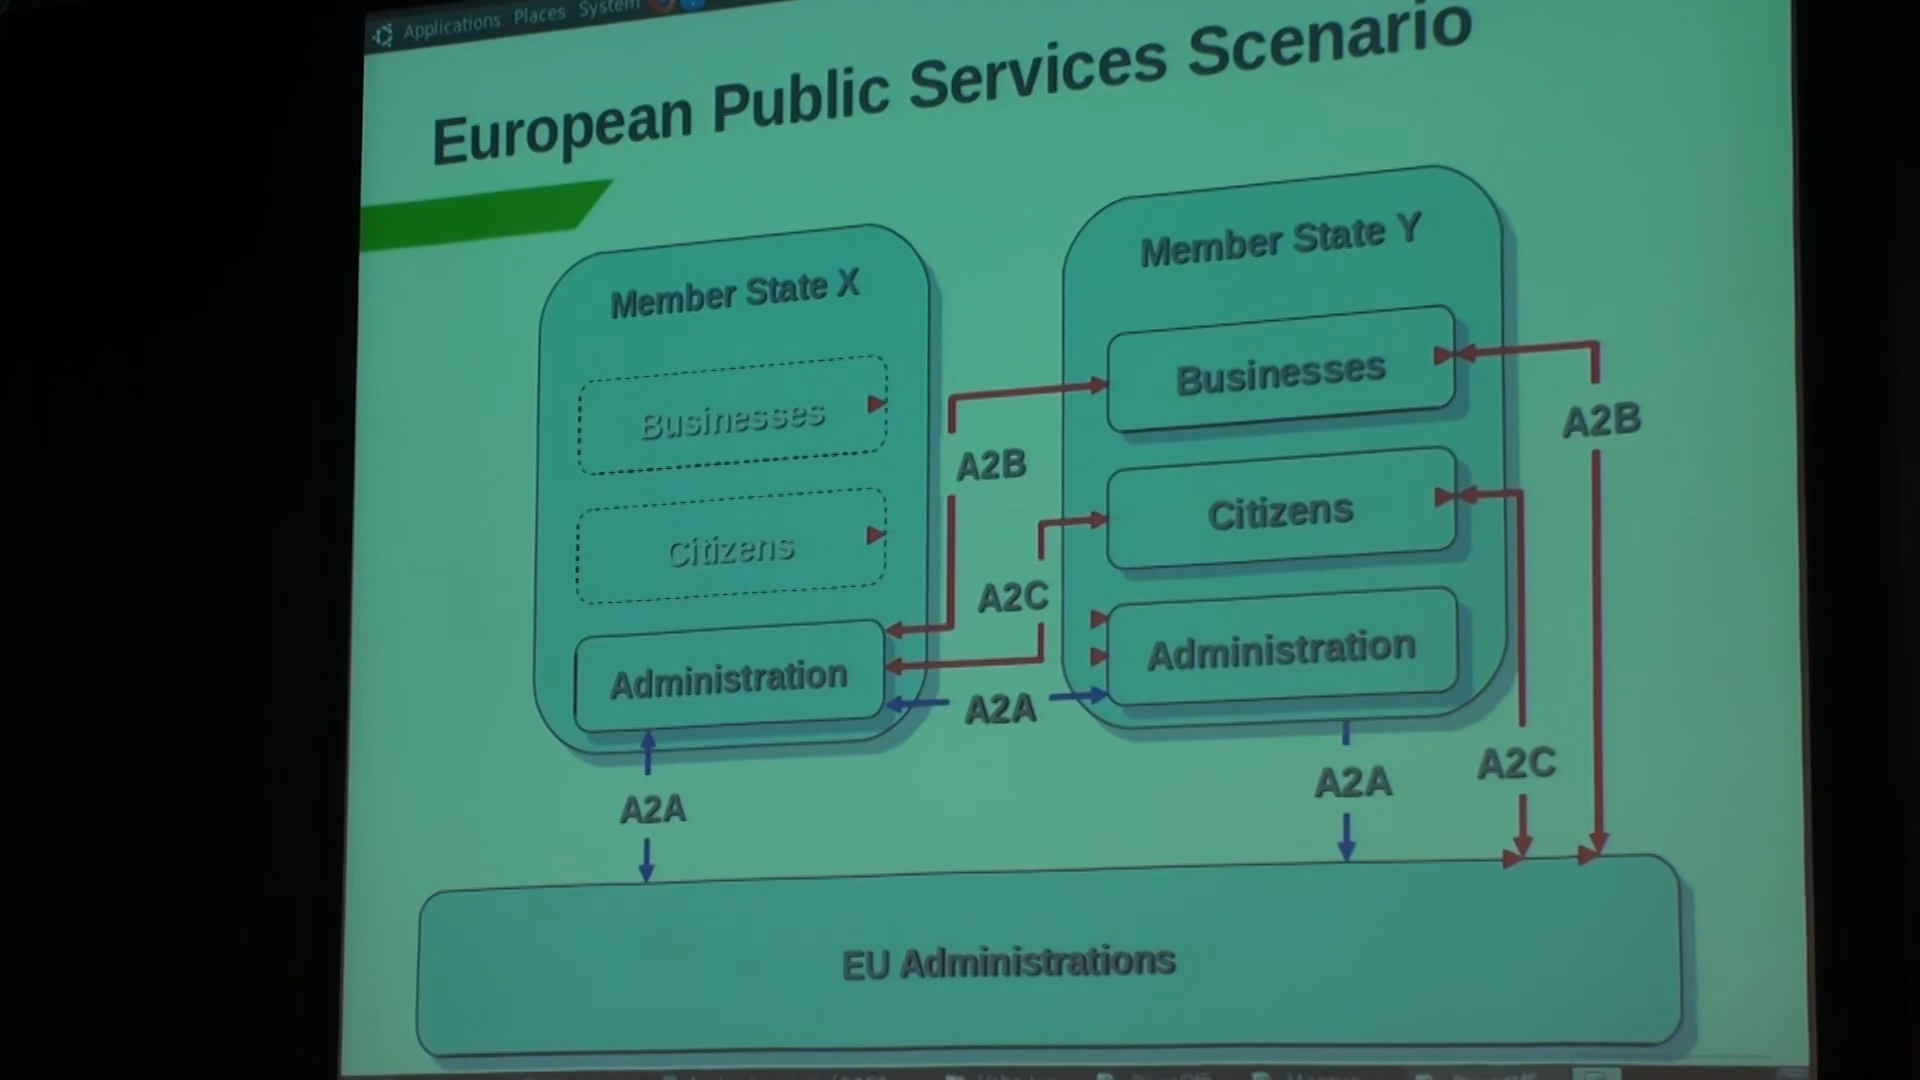 Applications Places System
European Public Services Scenario
Member State X
Businesses
Citizens
Administration
Member State Y
Businesses
Citizens
Administration
A2B
A2C
A2A
A2B
A2C
A2A
A2A
EU Administrations